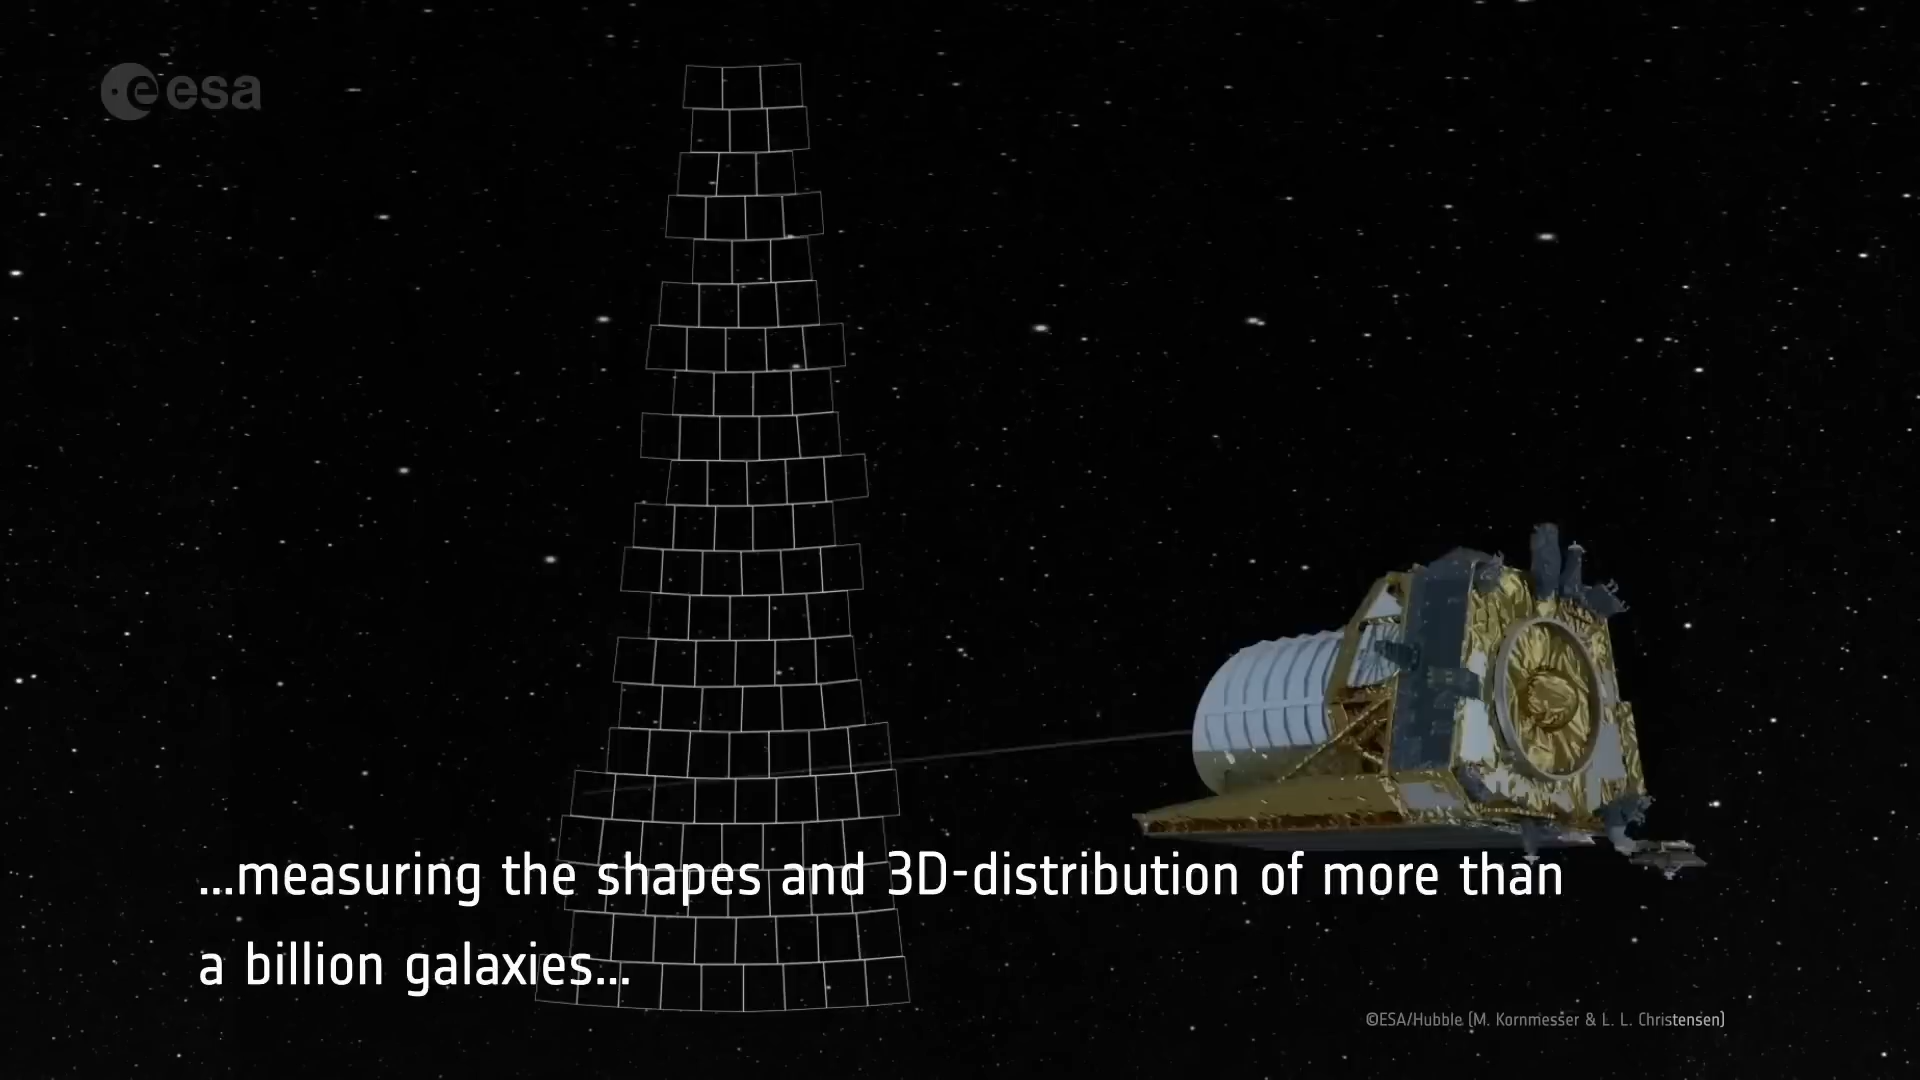 esa
...measuring the shapes and 3D-distribution of more than
a billion galaxies...
©ESA/Hubble (M. Kornmesser & L. L. Christensen)